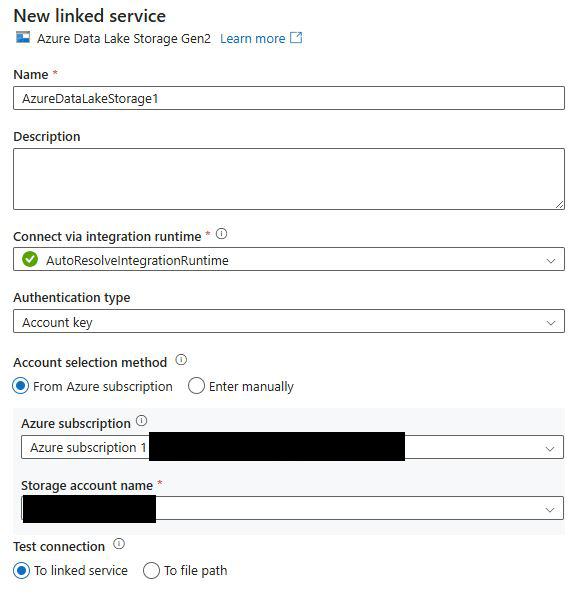 New linked service
Azure Data Lake Storage Gen2 Learn more
Name *
AzureDataLakeStorage1
Description
Connect via integration runtime *
AutoResolveIntegrationRuntime
Authentication type
Account key
Account selection method
From Azure subscription Enter manually
Azure subscription
Azure subscription 1
Storage account name *
Test connection
To linked service To file path